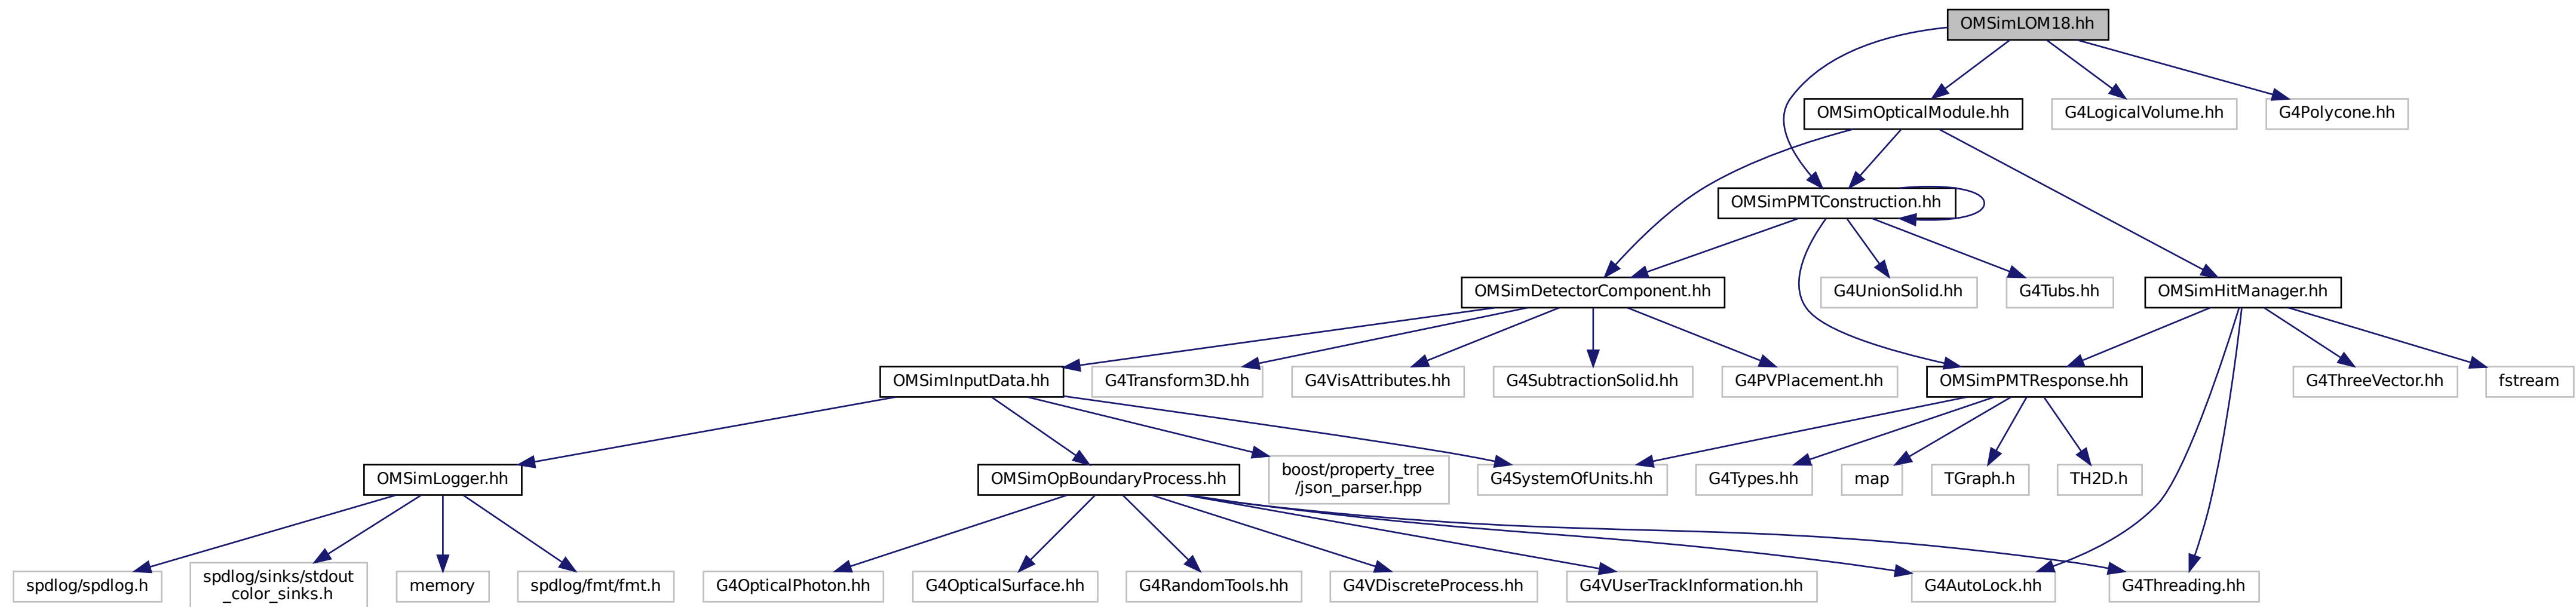 OMSimLOM18.hh
OMSimOpticalModule.hh
G4LogicalVolume.hh
G4Polycone.hh
OMSimPMTConstruction.hh
OMSimDetectorComponent.hh
G4UnionSolid.hh
G4Tubs.hh
OMSimHitManager.hh
OMSimInputData.hh
G4Transform3D.hh
G4VisAttributes.hh
G4SubtractionSolid.hh
G4PVPlacement.hh
OMSimPMTResponse.hh
G4ThreeVector.hh
fstream
OMSimLogger.hh
OMSimOpBoundaryProcess.hh
boost/property_tree
/json_parser.hpp
G4SystemOfUnits.hh
G4Types.hh
map
TGraph.h
TH2D.h
spdlog/spdlog.h
spdlog/sinks/stdout
_color_sinks.h
memory
spdlog/fmt/fmt.h
G4OpticalPhoton.hh
G4OpticalSurface.hh
G4RandomTools.hh
G4VDiscreteProcess.hh
G4VUserTrackInformation.hh
G4AutoLock.hh
G4Threading.hh